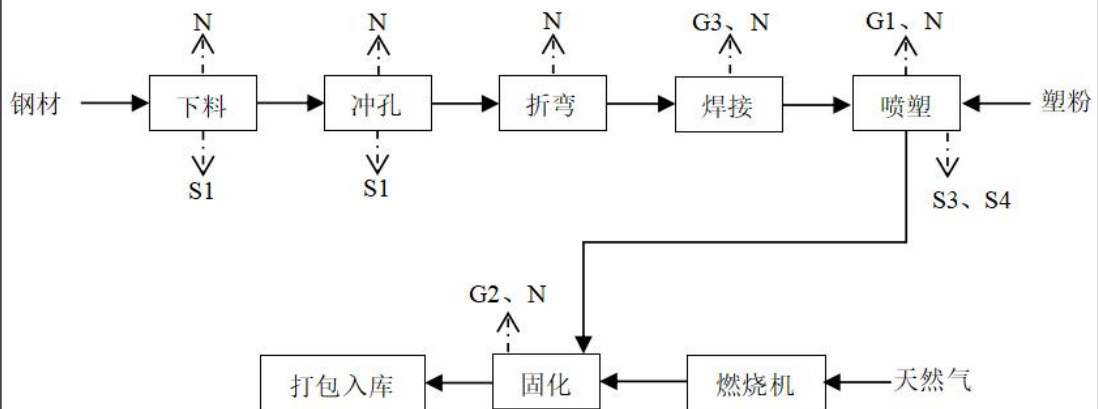 N
N
N
G3、N
G1、N
钢材
下料
冲孔
折弯
焊接
喷塑
塑粉
S1
S1
S3、S4
G2、N
打包入库
固化
燃烧机
天然气